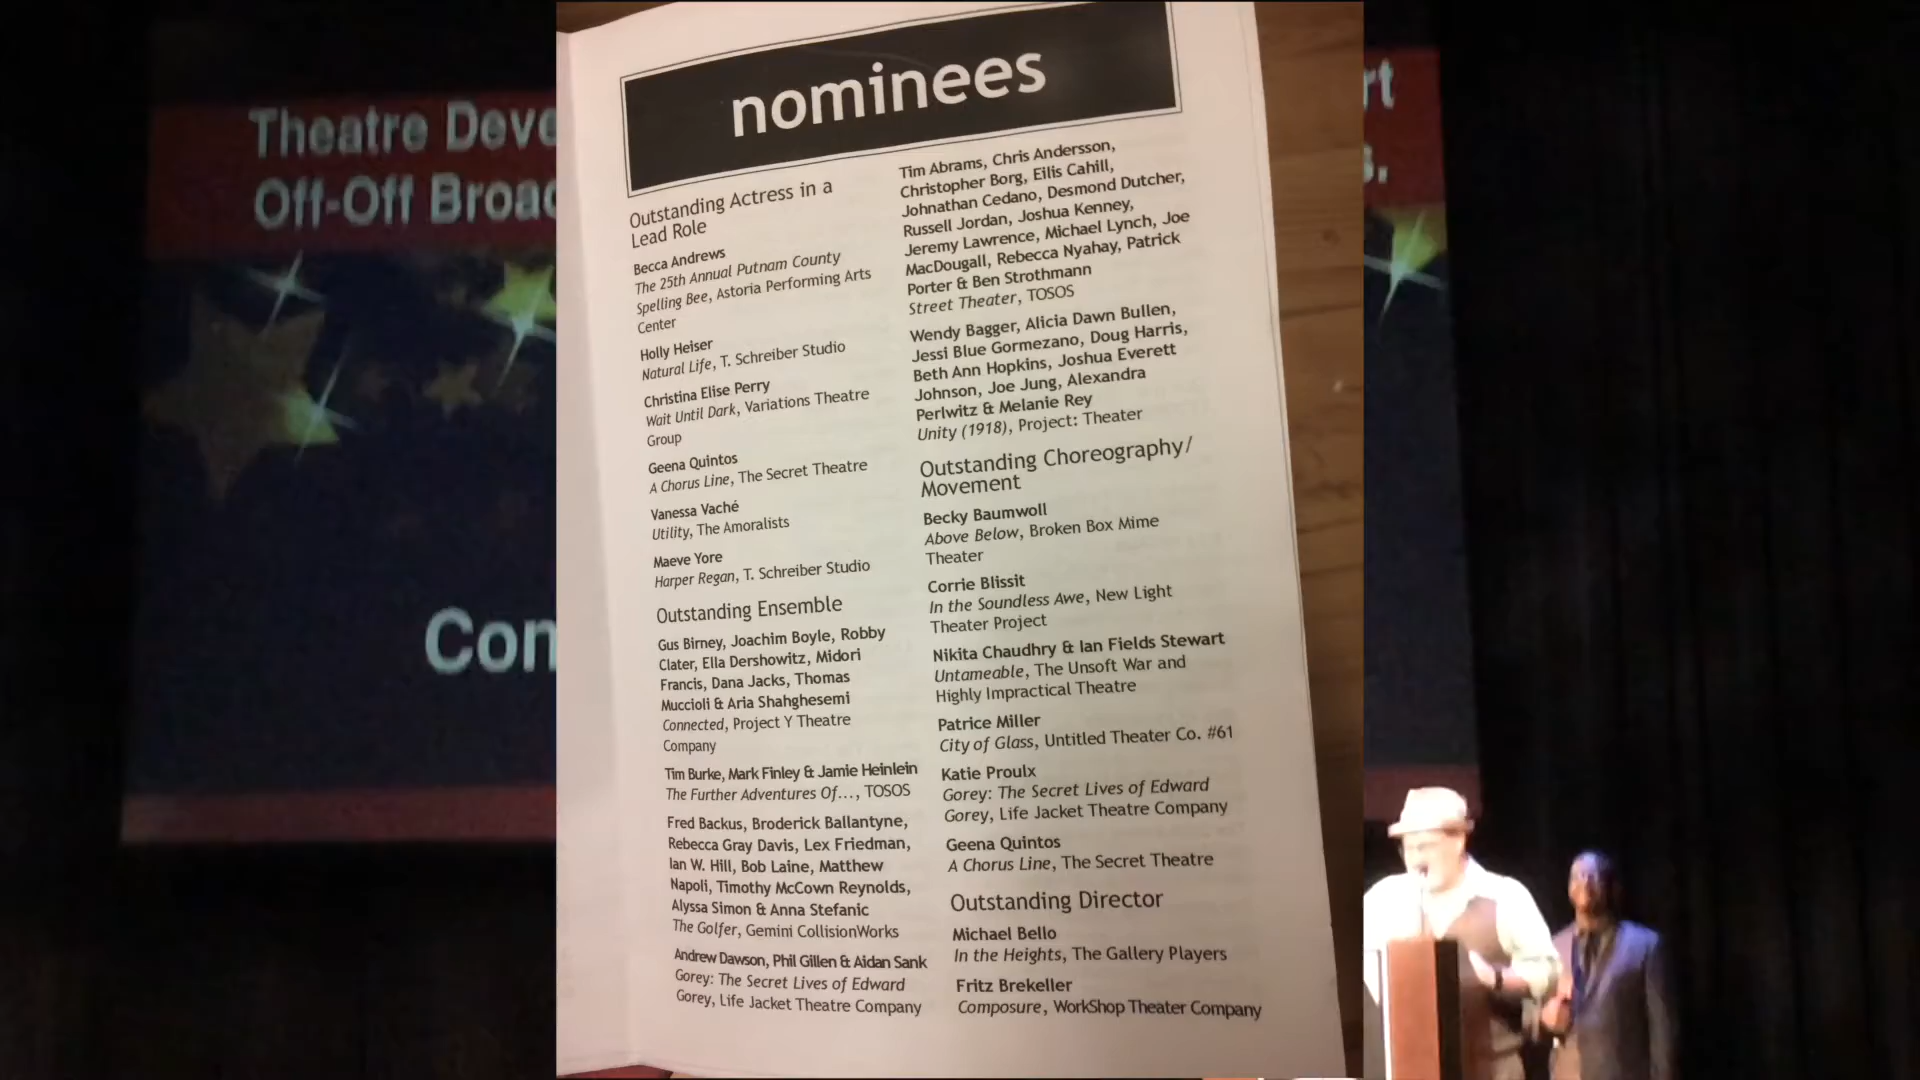 Theatre Deve
Off-Off Broad
Con
rt
s.
nominees
Outstanding Actress in a
Lead Role
Becca Andrews
The 25th Annual Putnam County
Spelling Bee, Astoria Performing Arts
Center
Holly Heiser
Natural Life, T. Schreiber Studio
Christina Elise Perry
Wait Until Dark, Variations Theatre
Group
Geena Quintos
A Chorus Line, The Secret Theatre
Vanessa Vaché
Utility, The Amoralists
Maeve Yore
Harper Regan, T. Schreiber Studio
Outstanding Ensemble
Gus Birney, Joachim Boyle, Robby
Clater, Ella Dershowitz, Midori
Francis, Dana Jacks, Thomas
Muccioli & Aria Shahghesemi
Connected, Project Y Theatre
Company
Tim Burke, Mark Finley & Jamie Heinlein
The Further Adventures Of..., TOSOS
Fred Backus, Broderick Ballantyne,
Rebecca Gray Davis, Lex Friedman,
Ian W. Hill, Bob Laine, Matthew
Napoli, Timothy McCown Reynolds,
Alyssa Simon & Anna Stefanic
The Golfer, Gemini CollisionWorks
Andrew Dawson, Phil Gillen & Aidan Sank
Gorey: The Secret Lives of Edward
Gorey, Life Jacket Theatre Company
Tim Abrams, Chris Andersson,
Christopher Borg, Eilis Cahill,
Johnathan Cedano, Desmond Dutcher,
Russell Jordan, Joshua Kenney,
Jeremy Lawrence, Michael Lynch, Joe
MacDougall, Rebecca Nyahay, Patrick
Porter & Ben Strothmann
Street Theater, TOSOS
Wendy Bagger, Alicia Dawn Bullen,
Jessi Blue Gormezano, Doug Harris,
Beth Ann Hopkins, Joshua Everett
Johnson, Joe Jung, Alexandra
Perlwitz & Melanie Rey
Unity (1918), Project: Theater
Outstanding Choreography/
Movement
Becky Baumwoll
Above Below, Broken Box Mime
Theater
Corrie Blissit
In the Soundless Awe, New Light
Theater Project
Nikita Chaudhry & Ian Fields Stewart
Untameable, The Unsoft War and
Highly Impractical Theatre
Patrice Miller
City of Glass, Untitled Theater Co. #61
Katie Proulx
Gorey: The Secret Lives of Edward
Gorey, Life Jacket Theatre Company
Geena Quintos
A Chorus Line, The Secret Theatre
Outstanding Director
Michael Bello
In the Heights, The Gallery Players
Fritz Brekeller
Composure, WorkShop Theater Company